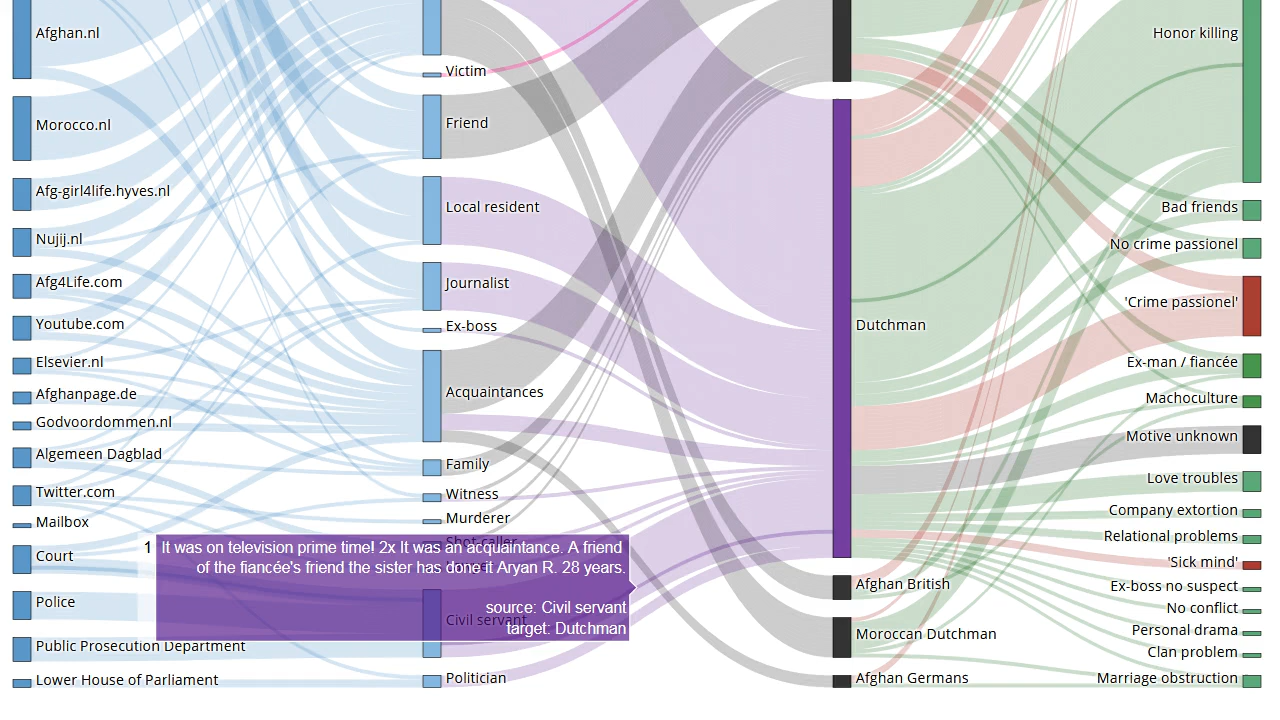 Afghan.nl
Morocco.nl
Afg-girl4life.hyves.nl
Nujij.nl
Afg4Life.com
Youtube.com
Elsevier.nl
Afghanpage.de
Godvoordommen.nl
Algemeen Dagblad
Twitter.com
Mailbox
Court
Police
Public Prosecution Department
Lower House of Parliament
Victim
Friend
Local resident
Journalist
Ex-boss
Acquaintances
Family
Witness
Murderer
Shot-caller
Civil servant
Politician
1 It was on television prime time! 2x It was an acquaintance. A friend
of the fiancée's friend the sister has done it Aryan R. 28 years.
source: Civil servant
target: Dutchman
Dutchman
Afghan British
Moroccan Dutchman
Afghan Germans
Honor killing
Bad friends
No crime passionel
'Crime passionel'
Ex-man / fiancée
Machoculture
Motive unknown
Love troubles
Company extortion
Relational problems
'Sick mind'
Ex-boss no suspect
No conflict
Personal drama
Clan problem
Marriage obstruction